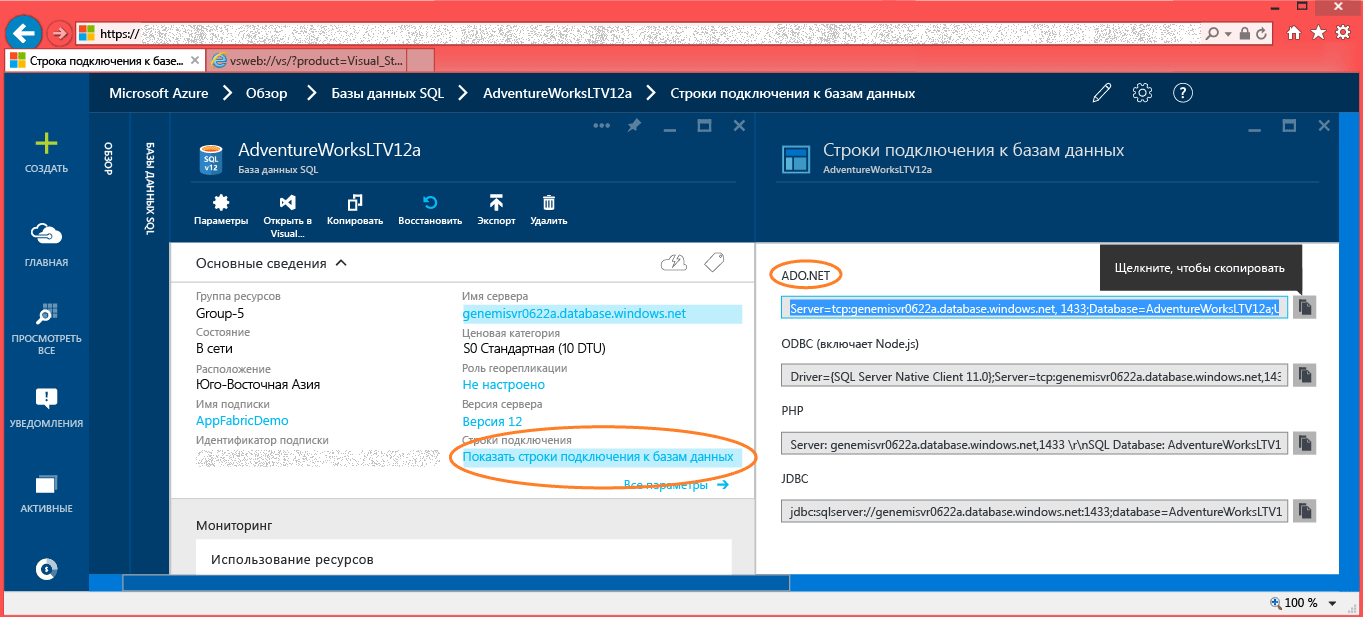 https://
Строка подключения к базе...
vsweb://vs/?product=Visual_St...
Microsoft Azure
Обзор
Базы данных SQL
AdventureWorksLTV12a
Строки подключения к базам данных
СОЗДАТЬ
ГЛАВНАЯ
ПРОСМОТРЕТЬ
ВСЕ
УВЕДОМЛЕНИЯ
АКТИВНЫЕ
ОБЗОР
БАЗЫ ДАННЫХ SQL
SQL
v12
AdventureWorksLTV12a
База данных SQL
Параметры
Открыть в
Visual...
Копировать
Восстановить
Экспорт
Удалить
Основные сведения
Группа ресурсов
Group-5
Состояние
В сети
Расположение
Юго-Восточная Азия
Имя подписки
AppFabricDemo
Идентификатор подписки
Имя сервера
genemisvr0622a.database.windows.net
Ценовая категория
S0 Стандартная (10 DTU)
Роль георепликации
Не настроено
Версия сервера
Версия 12
Строки подключения
Показать строки подключения к базам данных
Все параметры
Мониторинг
Использование ресурсов
Строки подключения к базам данных
AdventureWorksLTV12a
Щелкните, чтобы скопировать
ADO.NET
Server=tcp:genemisvr0622a.database.windows.net, 1433;Database=AdventureWorksLTV12a;U
ODBC (включает Node.js)
Driver={SQL Server Native Client 11.0};Server=tcp:genemisvr0622a.database.windows.net,143
PHP
Server: genemisvr0622a.database.windows.net,1433 \r\nSQL Database: AdventureWorksLTV1
JDBC
jdbc:sqlserver://genemisvr0622a.database.windows.net:1433;database=AdventureWorksLTV1
100 %